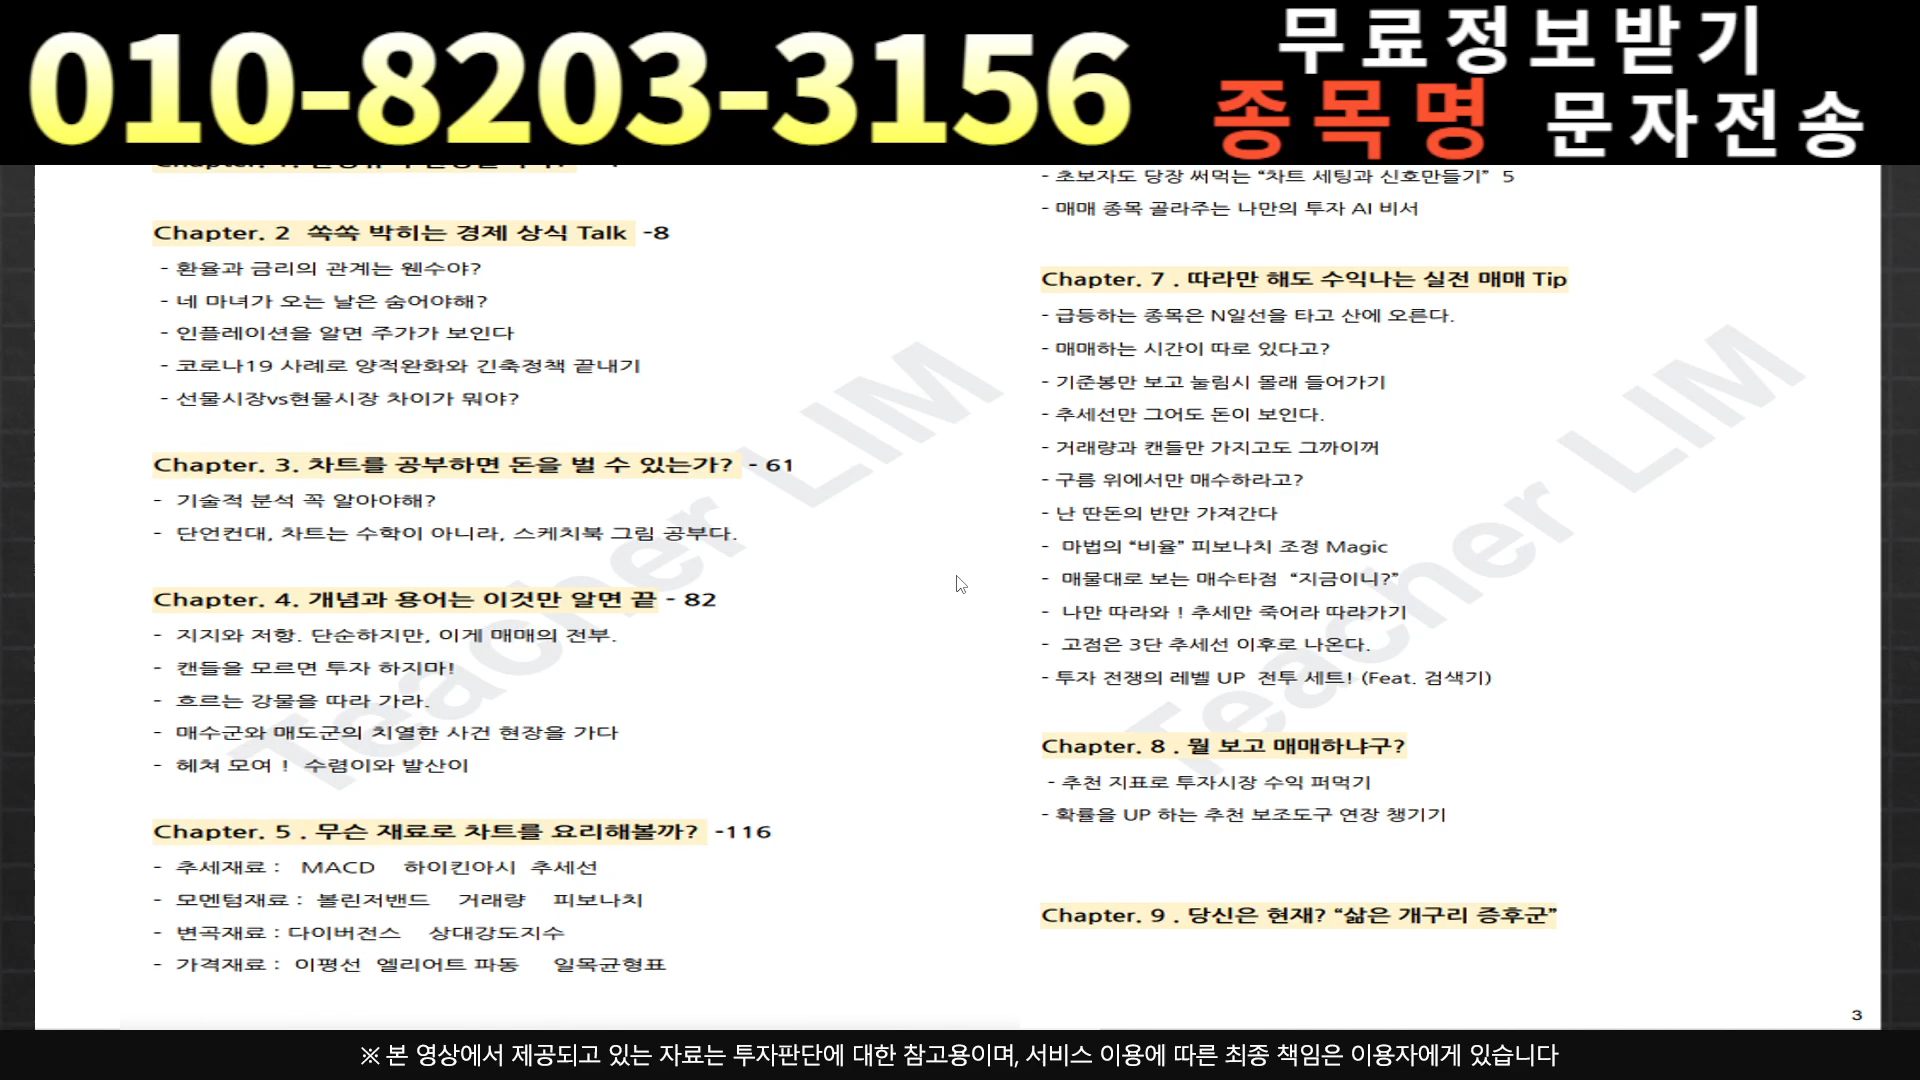 010-8203-3156
무료정보받기
종목명 문자전송
Chapter. 2 쏙쏙 박히는 경제 상식 Talk -8
- 환율과 금리의 관계는 웬수야?
- 네 마녀가 오는 날은 숨어야해?
- 인플레이션을 알면 주가가 보인다
- 코로나19 사례로 양적완화와 긴축정책 끝내기
- 선물시장vs현물시장 차이가 뭐야?
Chapter. 3. 차트를 공부하면 돈을 벌 수 있는가? - 61
- 기술적 분석 꼭 알아야해?
- 단언컨대, 차트는 수학이 아니라, 스케치북 그림 공부다.
Chapter. 4. 개념과 용어는 이것만 알면 끝 - 82
- 지지와 저항. 단순하지만, 이게 매매의 전부.
- 캔들을 모르면 투자 하지마!
- 흐르는 강물을 따라 가라.
- 매수군와 매도군의 치열한 사건 현장을 가다
- 헤쳐 모여 ! 수렴이와 발산이
Chapter. 5 . 무슨 재료로 차트를 요리해볼까? -116
- 추세재료 : MACD 하이킨아시 추세선
- 모멘텀재료 : 볼린저밴드 거래량 피보나치
- 변곡재료 : 다이버전스 상대강도지수
- 가격재료 : 이평선 엘리어트 파동 일목균형표
- 초보자도 당장 써먹는 “차트 세팅과 신호만들기” 5
- 매매 종목 골라주는 나만의 투자 AI 비서
Chapter. 7 . 따라만 해도 수익나는 실전 매매 Tip
- 급등하는 종목은 N일선을 타고 산에 오른다.
- 매매하는 시간이 따로 있다고?
- 기준봉만 보고 눌림시 몰래 들어가기
- 추세선만 그어도 돈이 보인다.
- 거래량과 캔들만 가지고도 그까이꺼
- 구름 위에서만 매수하라고?
- 난 딴돈의 반만 가져간다
- 마법의 “비율” 피보나치 조정 Magic
- 매물대로 보는 매수타점 “지금이니?”
- 나만 따라와 ! 추세만 죽어라 따라가기
- 고점은 3단 추세선 이후로 나온다.
- 투자 전쟁의 레벨 UP 전투 세트! (Feat. 검색기)
Chapter. 8 . 뭘 보고 매매하냐구?
- 추천 지표로 투자시장 수익 퍼먹기
- 확률을 UP 하는 추천 보조도구 연장 챙기기
Chapter. 9 . 당신은 현재? “삶은 개구리 증후군”
Teacher LIM
Teacher LIM
3
※ 본 영상에서 제공되고 있는 자료는 투자판단에 대한 참고용이며, 서비스 이용에 따른 최종 책임은 이용자에게 있습니다